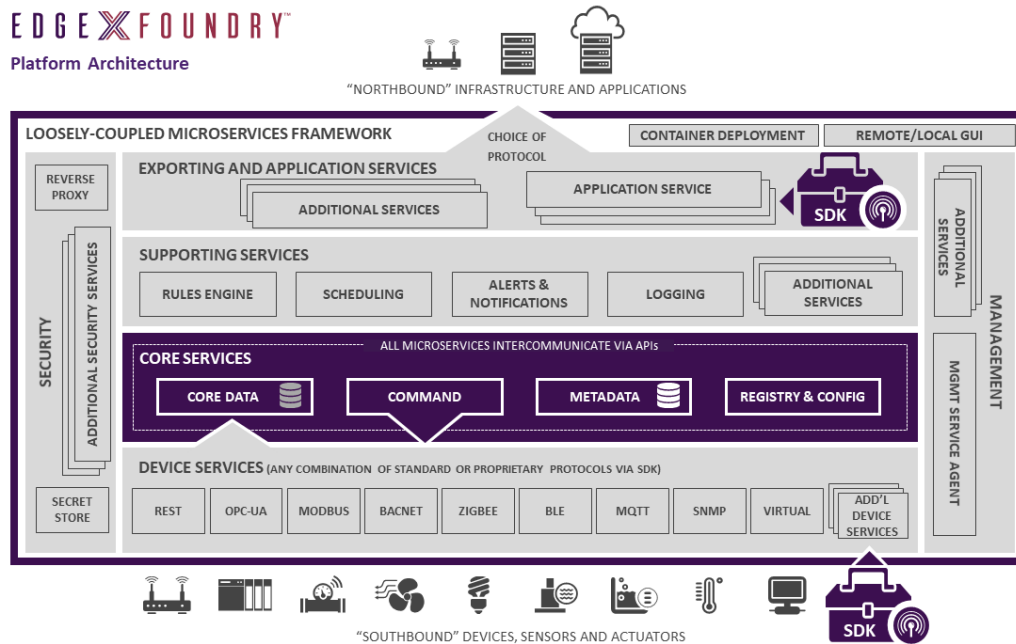 EDGE X FOUNDRY™
Platform Architecture
“NORTHBOUND” INFRASTRUCTURE AND APPLICATIONS
LOOSELY-COUPLED MICROSERVICES FRAMEWORK
CHOICE OF
PROTOCOL
CONTAINER DEPLOYMENT
REMOTE/LOCAL GUI
REVERSE
PROXY
SECURITY
ADDITIONAL SECURITY SERVICES
SECRET
STORE
EXPORTING AND APPLICATION SERVICES
ADDITIONAL SERVICES
APPLICATION SERVICE
SDK
SUPPORTING SERVICES
RULES ENGINE
SCHEDULING
ALERTS &
NOTIFICATIONS
LOGGING
ADDITIONAL
SERVICES
ALL MICROSERVICES INTERCOMMUNICATE VIA APIs
CORE SERVICES
CORE DATA
COMMAND
METADATA
REGISTRY & CONFIG
DEVICE SERVICES (ANY COMBINATION OF STANDARD OR PROPRIETARY PROTOCOLS VIA SDK)
REST
OPC-UA
MODBUS
BACNET
ZIGBEE
BLE
MQTT
SNMP
VIRTUAL
ADD’L
DEVICE
SERVICES
ADDITIONAL
SERVICES
MANAGEMENT
MGMT SERVICE AGENT
“SOUTHBOUND” DEVICES, SENSORS AND ACTUATORS
SDK